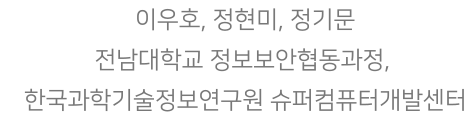 이우호, 정현미, 정기문
전남대학교 정보보안협동과정,
한국과학기술정보연구원 슈퍼컴퓨터개발센터